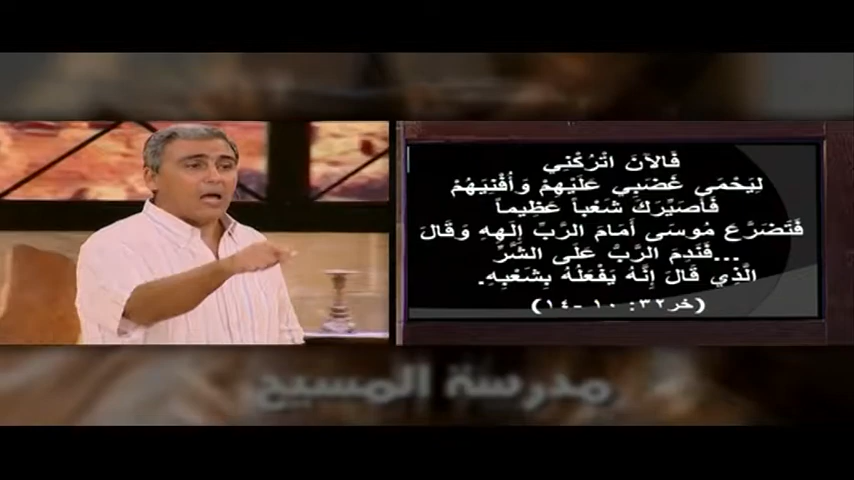 فَالآنَ اتْرُكْنِي
لِيَحْمَى غَضَبِي عَلَيْهِمْ وَأُفْنِيَهُمْ
فَأُصَيِّرَكَ شَعْباً عَظِيماً
فَتَضَرَّعَ مُوسَى أَمَامَ الرَّبِّ إِلَهِهِ وَقَالَ
...فَنَدِمَ الرَّبُّ عَلَى الشَّرِّ
الَّذِي قَالَ إِنَّهُ يَفْعَلُهُ بِشَعْبِهِ.
(خر٣٢: ١٠ -١٤)
مدرسة المسيح